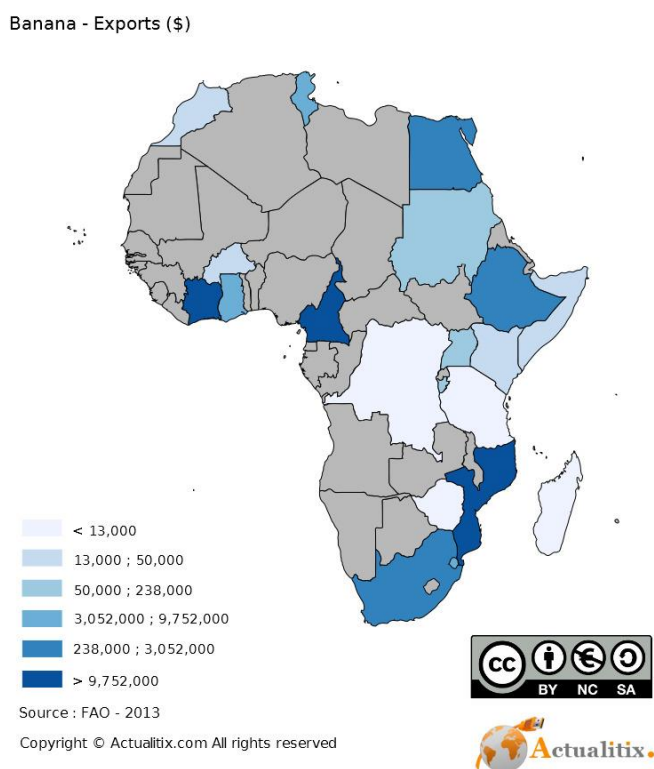 Banana - Exports ($)
< 13,000
13,000 ; 50,000
50,000 ; 238,000
3,052,000 ; 9,752,000
238,000 ; 3,052,000
> 9,752,000
Source : FAO - 2013
Copyright © Actualitix.com All rights reserved
cc
BY NC SA
Actualitix.